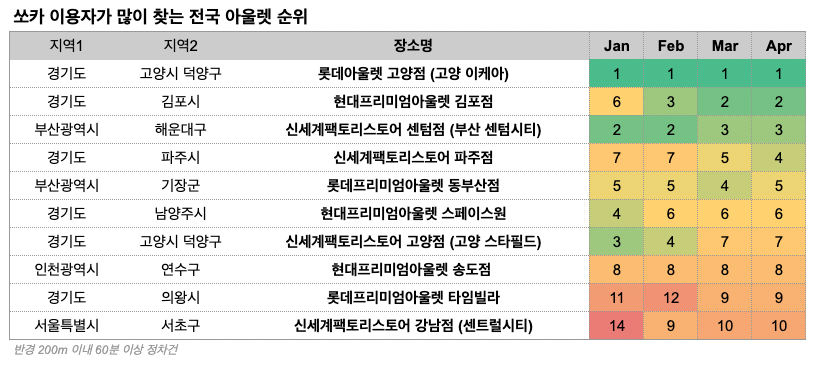 쏘카 이용자가 많이 찾는 전국 아울렛 순위
지역1 지역2 장소명 Jan Feb Mar Apr
경기도 고양시 덕양구 롯데아울렛 고양점 (고양 이케아) 1 1 1 1
경기도 김포시 현대프리미엄아울렛 김포점 6 3 2 2
부산광역시 해운대구 신세계팩토리스토어 센텀점 (부산 센텀시티) 2 2 3 3
경기도 파주시 신세계팩토리스토어 파주점 7 7 5 4
부산광역시 기장군 롯데프리미엄아울렛 동부산점 5 5 4 5
경기도 남양주시 현대프리미엄아울렛 스페이스원 4 6 6 6
경기도 고양시 덕양구 신세계팩토리스토어 고양점 (고양 스타필드) 3 4 7 7
인천광역시 연수구 현대프리미엄아울렛 송도점 8 8 8 8
경기도 의왕시 롯데프리미엄아울렛 타임빌라 11 12 9 9
서울특별시 서초구 신세계팩토리스토어 강남점 (센트럴시티) 14 9 10 10
반경 200m 이내 60분 이상 정차건